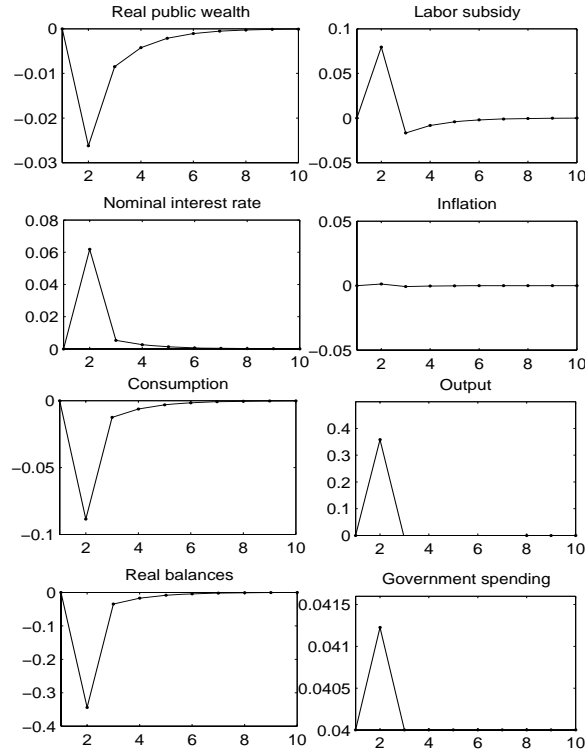 Real public wealth
0
−0.01
−0.02
−0.03
2 4 6 8 10
Labor subsidy
0.1
0.05
0
−0.05
2 4 6 8 10
Nominal interest rate
0.08
0.06
0.04
0.02
0
2 4 6 8 10
Inflation
0.05
0
−0.05
2 4 6 8 10
Consumption
0
−0.05
−0.1
2 4 6 8 10
Output
0.4
0.3
0.2
0.1
0
2 4 6 8 10
Real balances
0
−0.1
−0.2
−0.3
−0.4
2 4 6 8 10
Government spending
0.0415
0.041
0.0405
0.04
2 4 6 8 10